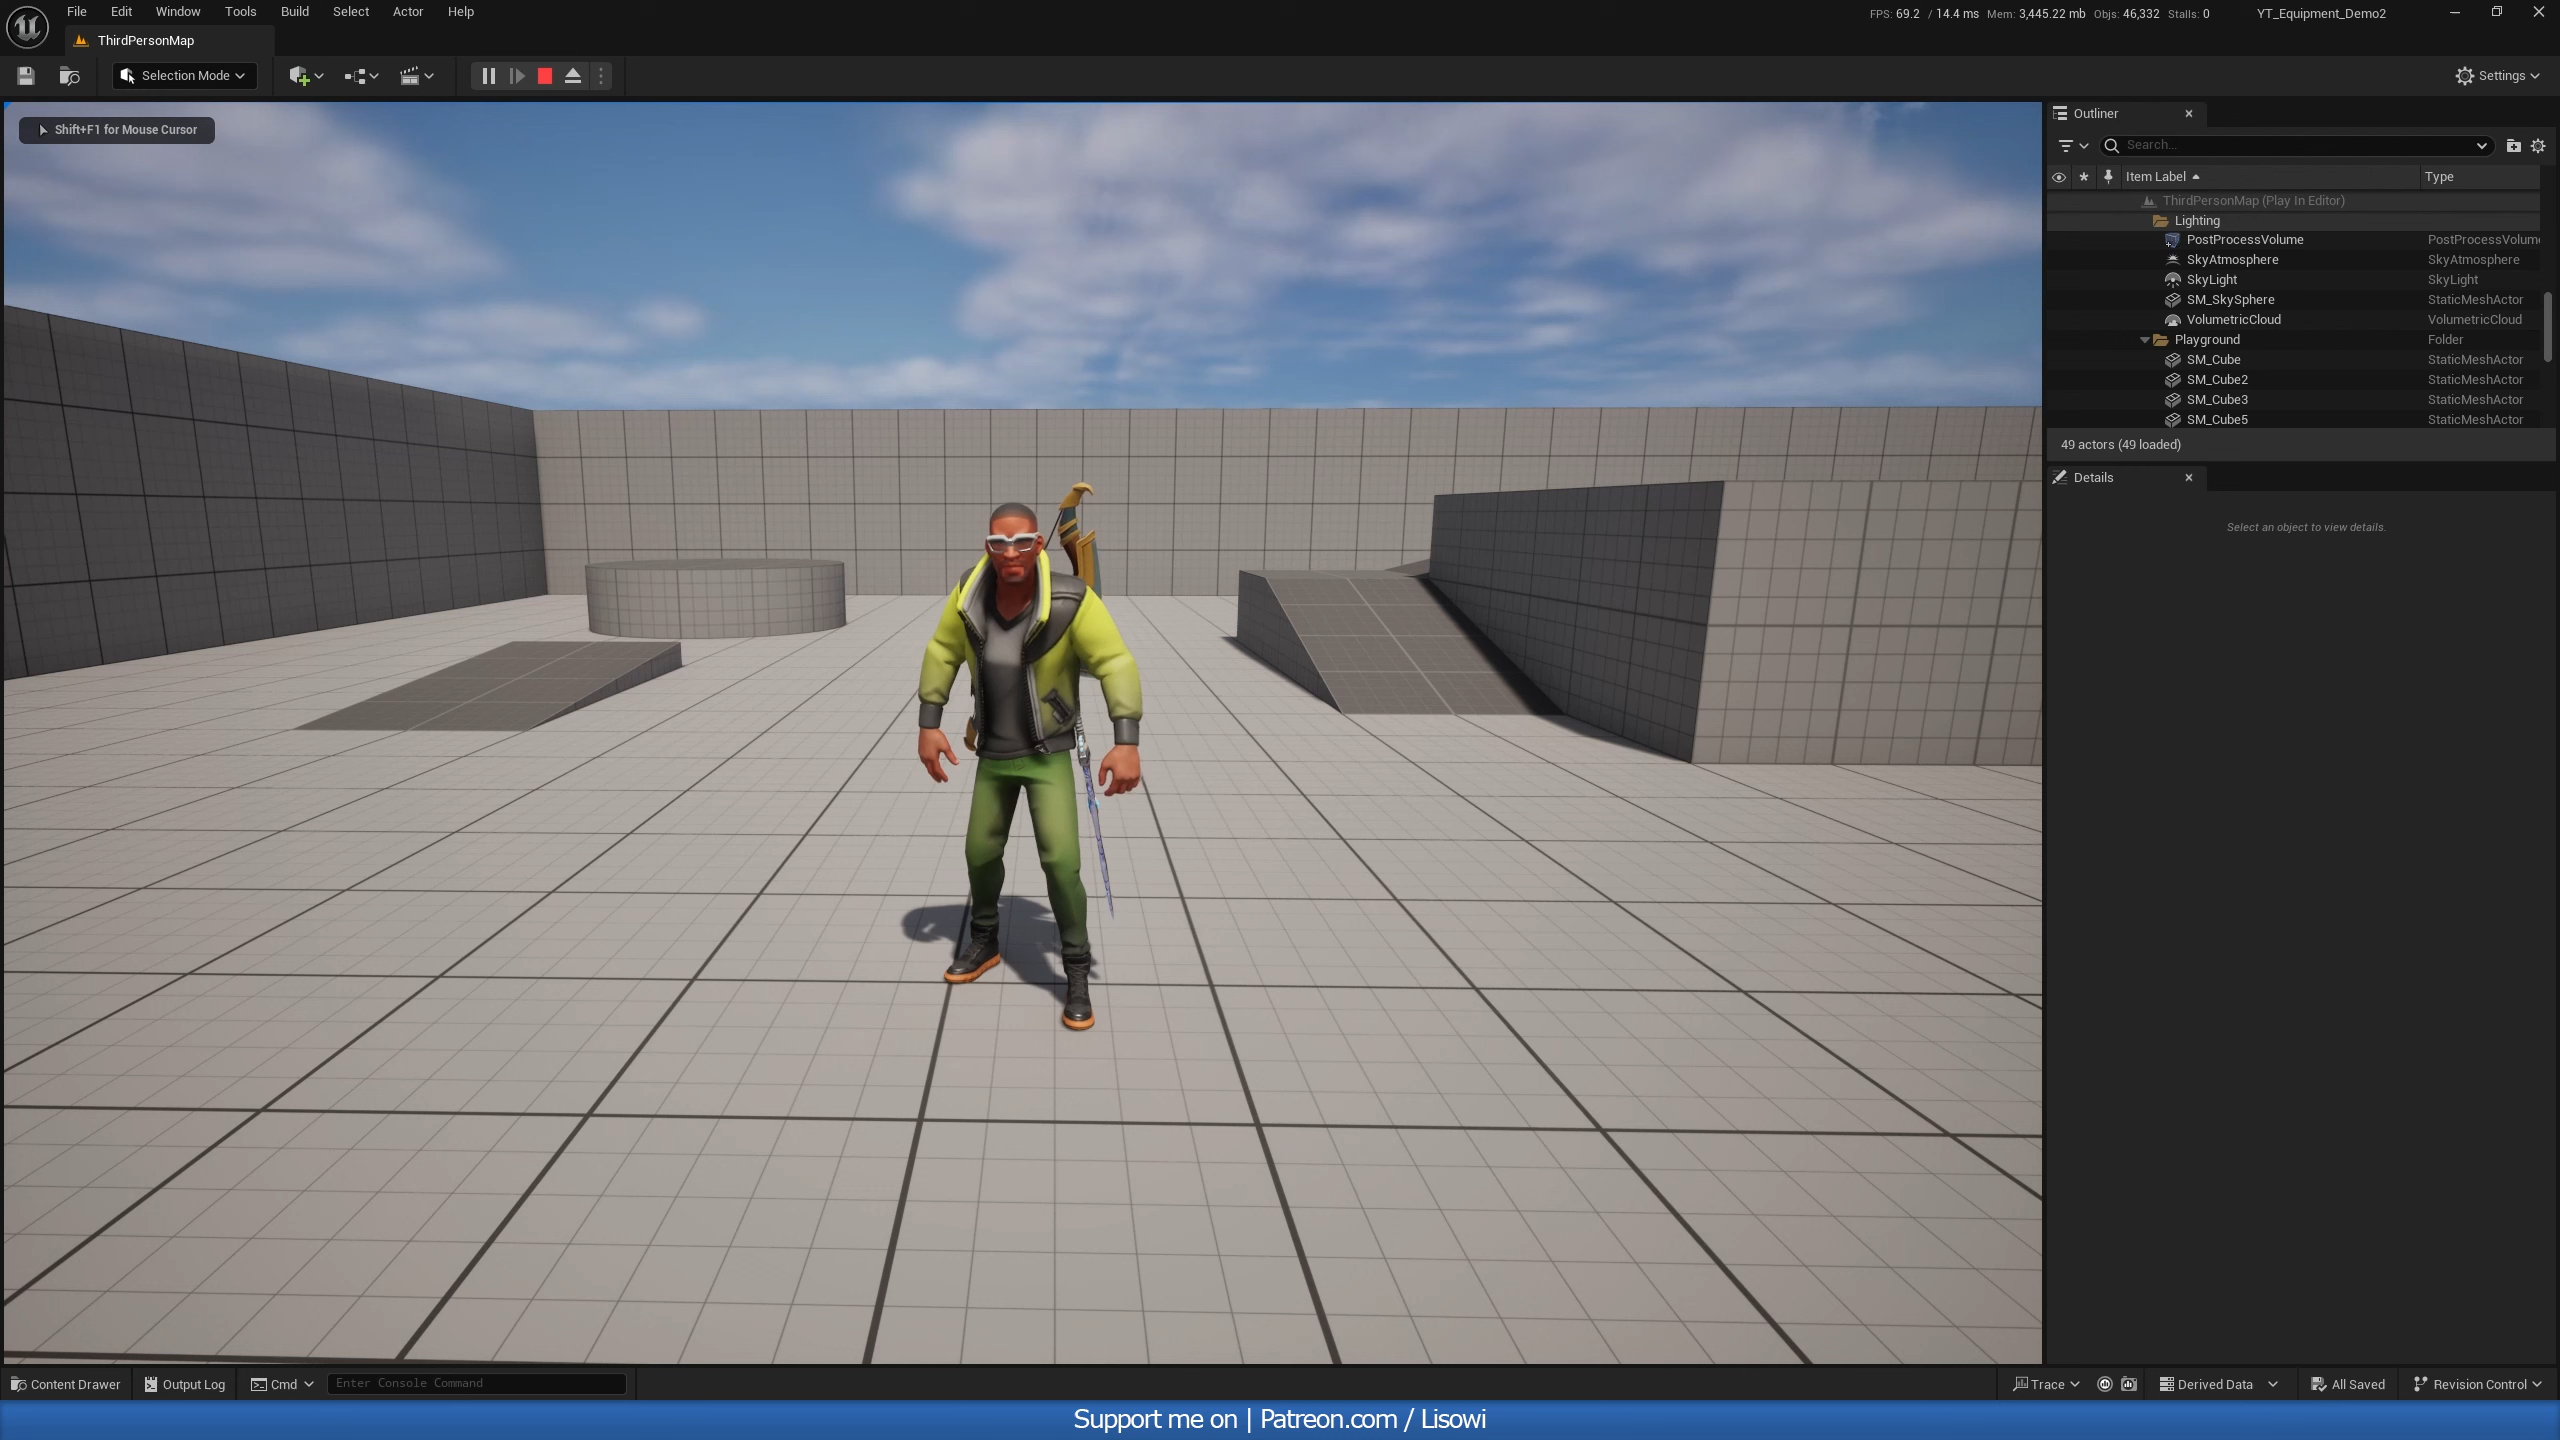 File Edit Window Tools Build Select Actor Help
FPS: 69.2 / 14.4 ms Mem: 3,445.22 mb Objs: 46,332 Stalls: 0 YT_Equipment_Demo2
ThirdPersonMap
Selection Mode
Settings
Shift+F1 for Mouse Cursor
Outliner
Search...
Item Label Type
ThirdPersonMap (Play In Editor)
Lighting
PostProcessVolume PostProcessVolume
SkyAtmosphere SkyAtmosphere
SkyLight SkyLight
SM_SkySphere StaticMeshActor
VolumetricCloud VolumetricCloud
Playground Folder
SM_Cube StaticMeshActor
SM_Cube2 StaticMeshActor
SM_Cube3 StaticMeshActor
SM_Cube5 StaticMeshActor
49 actors (49 loaded)
Details
Select an object to view details.
Content Drawer Output Log Cmd Enter Console Command Trace Derived Data All Saved Revision Control
Support me on | Patreon.com / Lisowi